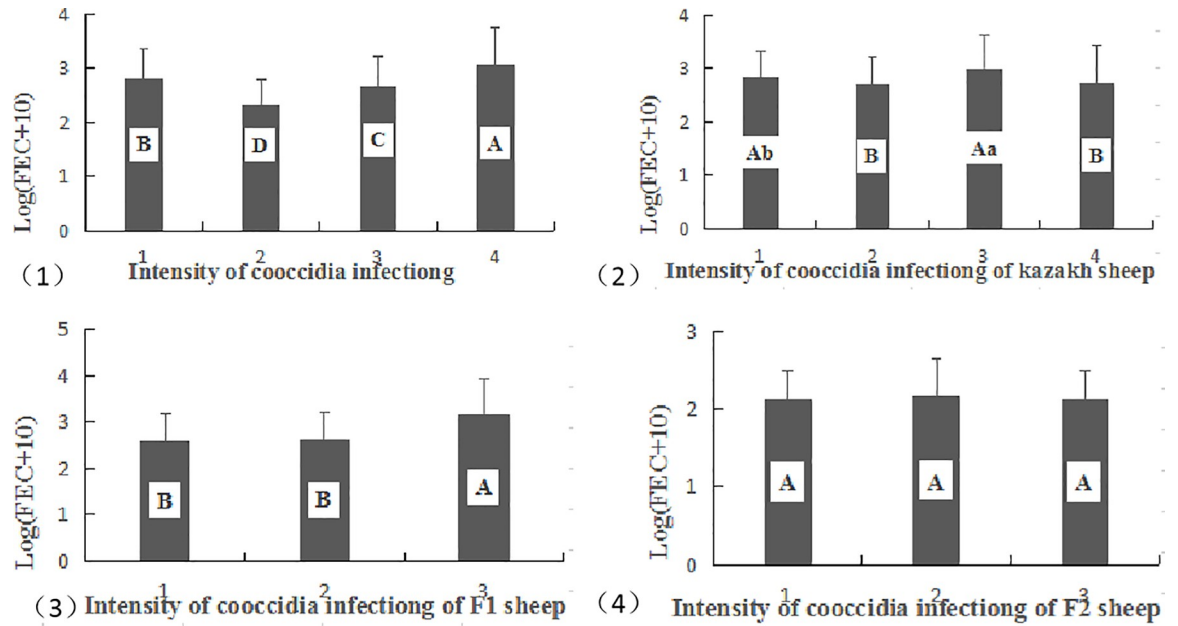 4
3
2
1
0
Log(FEC+10)
B
D
C
A
1 2 3 4
(1) Intensity of cooccidia infectiong
4
3
2
1
0
Log(FEC+10)
Ab
B
Aa
B
1 2 3 4
(2) Intensity of cooccidia infectiong of kazakh sheep
5
4
3
2
1
0
Log(FEC+10)
B
B
A
1 2 3
(3) Intensity of cooccidia infectiong of F1 sheep
3
2
1
0
Log(FEC+10)
A
A
A
1 2 3
(4) Intensity of cooccidia infectiong of F2 sheep